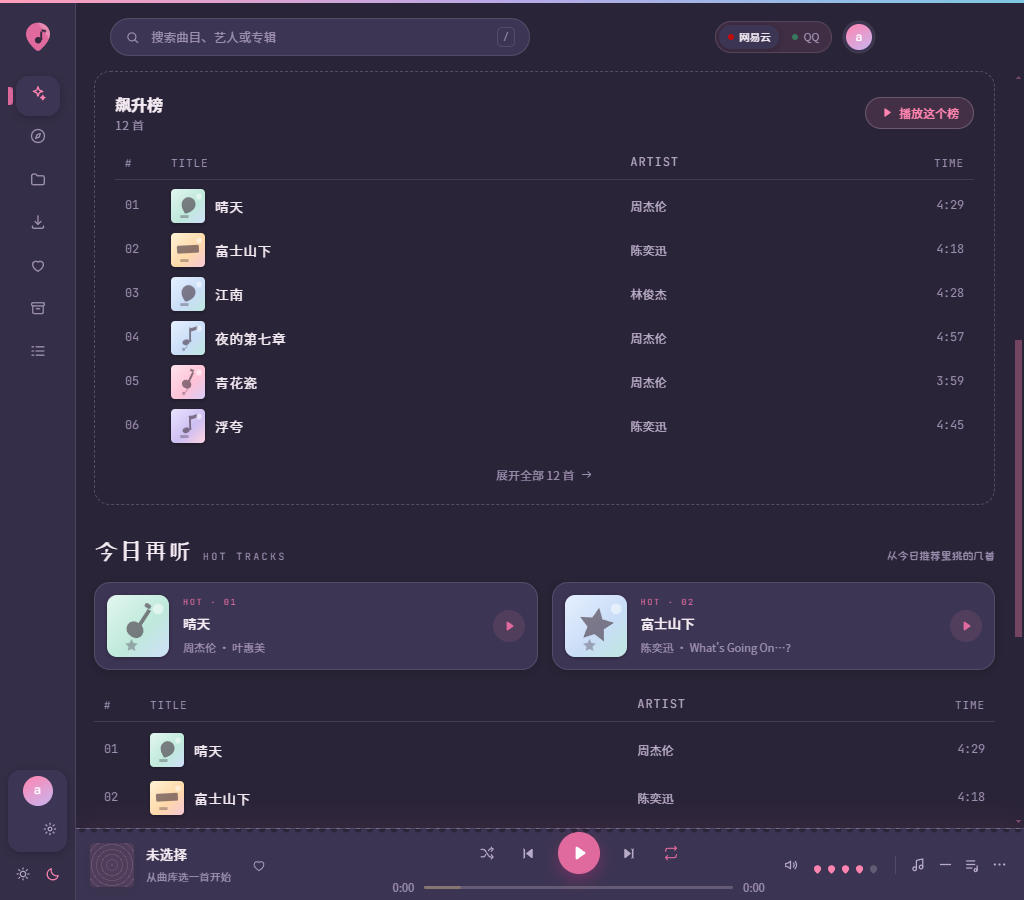 搜索曲目、艺人或专辑 /
网易云 QQ a
飙升榜
12 首
播放这个榜
# TITLE ARTIST TIME
01 晴天 周杰伦 4:29
02 富士山下 陈奕迅 4:18
03 江南 林俊杰 4:28
04 夜的第七章 周杰伦 4:57
05 青花瓷 周杰伦 3:59
06 浮夸 陈奕迅 4:45
展开全部 12 首 →
今日再听 HOT TRACKS 从今日推荐里挑的几首
HOT · 01
晴天
周杰伦 · 叶惠美
HOT · 02
富士山下
陈奕迅 · What's Going On…?
# TITLE ARTIST TIME
01 晴天 周杰伦 4:29
02 富士山下 陈奕迅 4:18
a
未选择
从曲库选一首开始
0:00 0:00